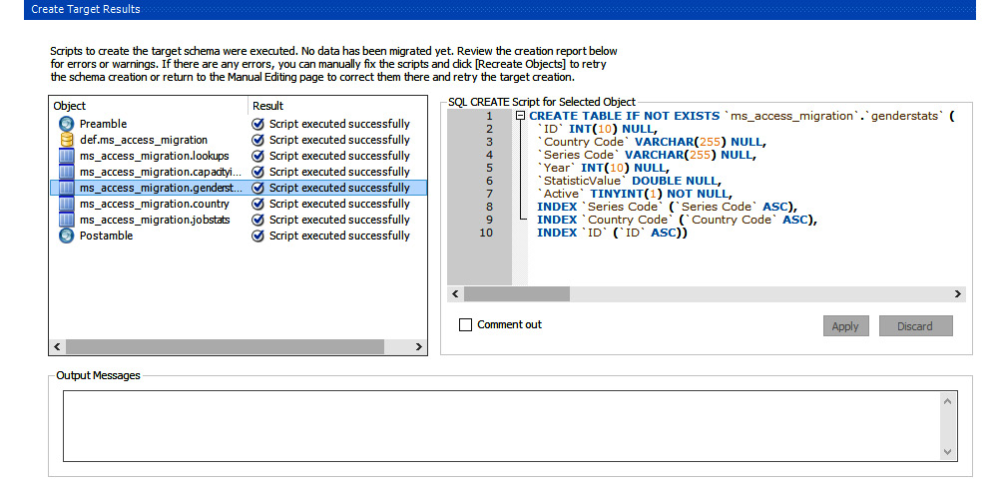 Create Target Results
Scripts to create the target schema were executed. No data has been migrated yet. Review the creation report below
for errors or warnings. If there are any errors, you can manually fix the scripts and click [Recreate Objects] to retry
the schema creation or return to the Manual Editing page to correct them there and retry the target creation.
Object Result
Preamble Script executed successfully
def.ms_access_migration Script executed successfully
ms_access_migration.lookups Script executed successfully
ms_access_migration.capacityi... Script executed successfully
ms_access_migration.genderst... Script executed successfully
ms_access_migration.country Script executed successfully
ms_access_migration.jobstats Script executed successfully
Postamble Script executed successfully
SQL CREATE Script for Selected Object
1 CREATE TABLE IF NOT EXISTS `ms_access_migration`.`genderstats` (
2 `ID` INT(10) NULL,
3 `Country Code` VARCHAR(255) NULL,
4 `Series Code` VARCHAR(255) NULL,
5 `Year` INT(10) NULL,
6 `StatisticValue` DOUBLE NULL,
7 `Active` TINYINT(1) NOT NULL,
8 INDEX `Series Code` (`Series Code` ASC),
9 INDEX `Country Code` (`Country Code` ASC),
10 INDEX `ID` (`ID` ASC))
Comment out
Apply
Discard
Output Messages